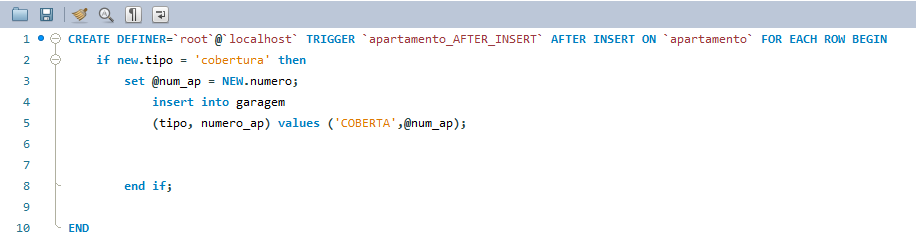 1 CREATE DEFINER=`root`@`localhost` TRIGGER `apartamento_AFTER_INSERT` AFTER INSERT ON `apartamento` FOR EACH ROW BEGIN
2 if new.tipo = 'cobertura' then
3 set @num_ap = NEW.numero;
4 insert into garagem
5 (tipo, numero_ap) values ('COBERTA',@num_ap);
6
7
8 end if;
9
10 END